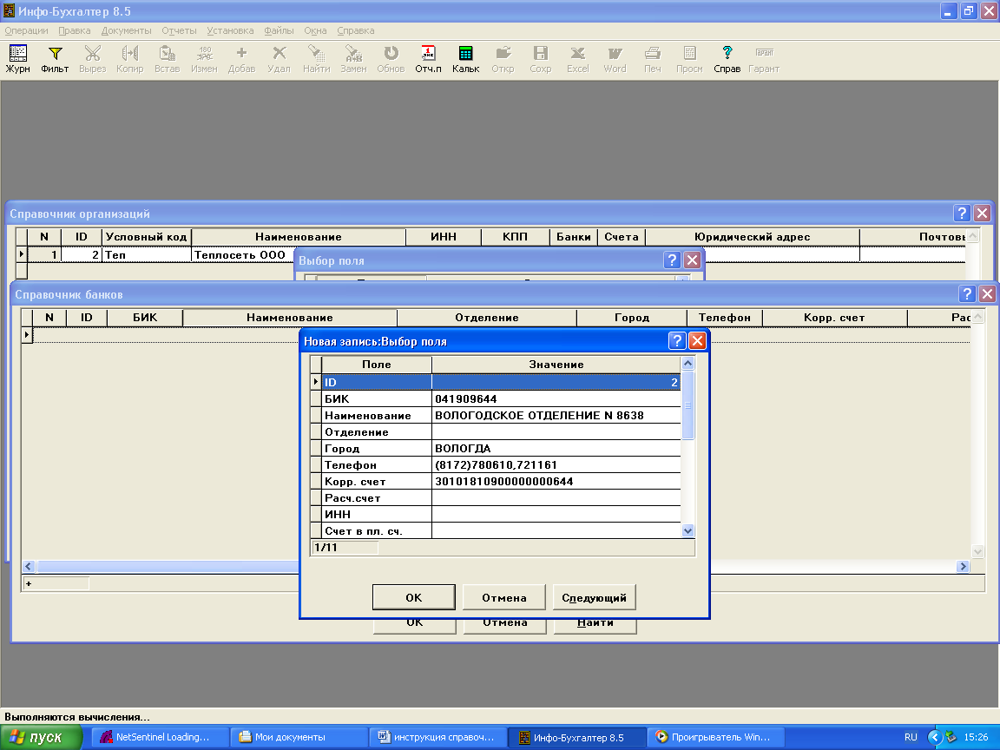 Инфо-Бухгалтер 8.5
Операции Правка Документы Отчеты Установка Файлы Окна Справка
Журн Фильт Вырез Копир Встав Измен Добав Удал Найти Замен Обнов Отч.п Кальк Откр Сохр Excel Word Печ Просм Справ Гарант
Справочник организаций
N ID Условный код Наименование ИНН КПП Банки Счета Юридический адрес Почтовы
1 2 Теп Теплосеть ООО
Выбор поля
Справочник банков
N ID БИК Наименование Отделение Город Телефон Корр. счет Рас
Новая запись:Выбор поля
Поле Значение
ID 2
БИК 041909644
Наименование ВОЛОГОДСКОЕ ОТДЕЛЕНИЕ N 8638
Отделение
Город ВОЛОГДА
Телефон (8172)780610,721161
Корр. счет 30101810900000000644
Расч.счет
ИНН
Счет в пл. сч.
1/11
+
ОК Отмена Следующий
ОК Отмена Найти
Выполняются вычисления...
пуск NetSentinel Loading... Мои документы инструкция справоч... Инфо-Бухгалтер 8.5 Проигрыватель Win... RU 15:26